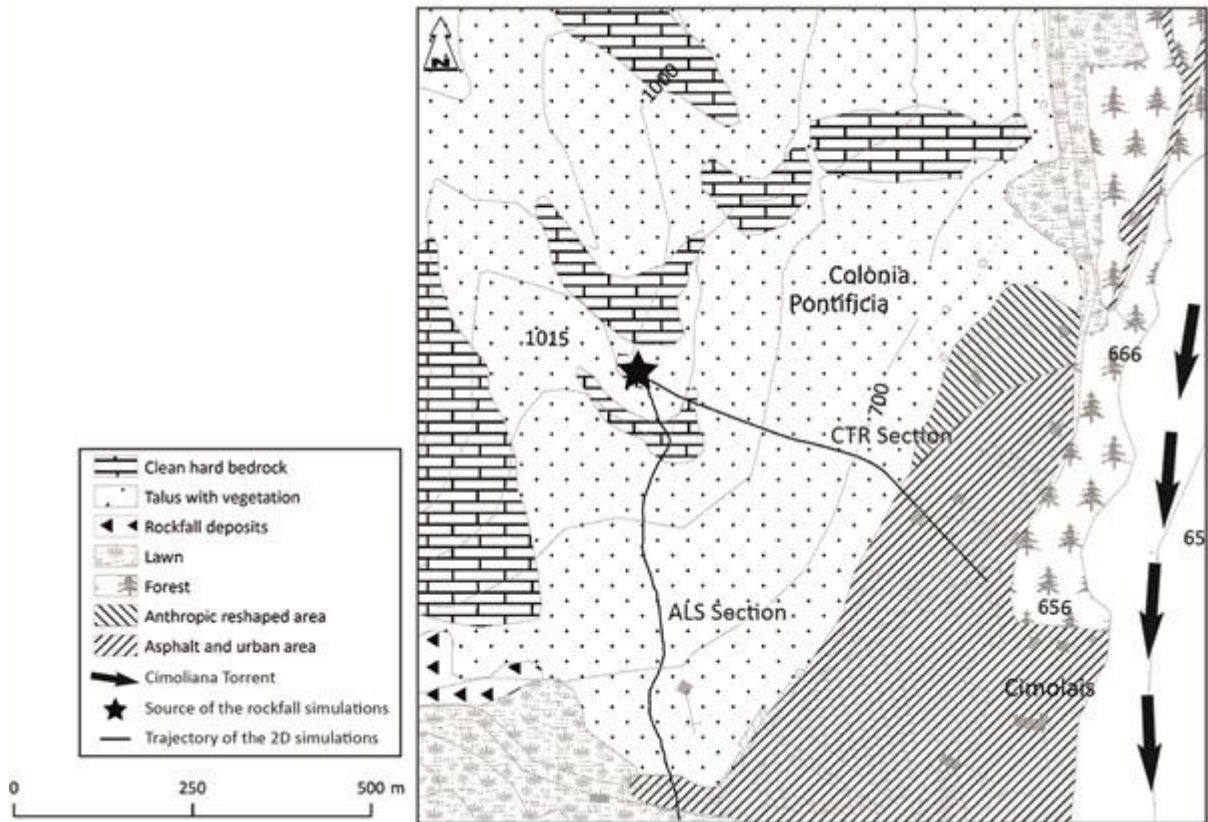 N
1000
Colonia
Pontificia
1015
666
700
CTR Section
65
ALS Section
656
Cimolais
Clean hard bedrock
Talus with vegetation
Rockfall deposits
Lawn
Forest
Anthropic reshaped area
Asphalt and urban area
Cimoliana Torrent
Source of the rockfall simulations
Trajectory of the 2D simulations
0 250 500 m